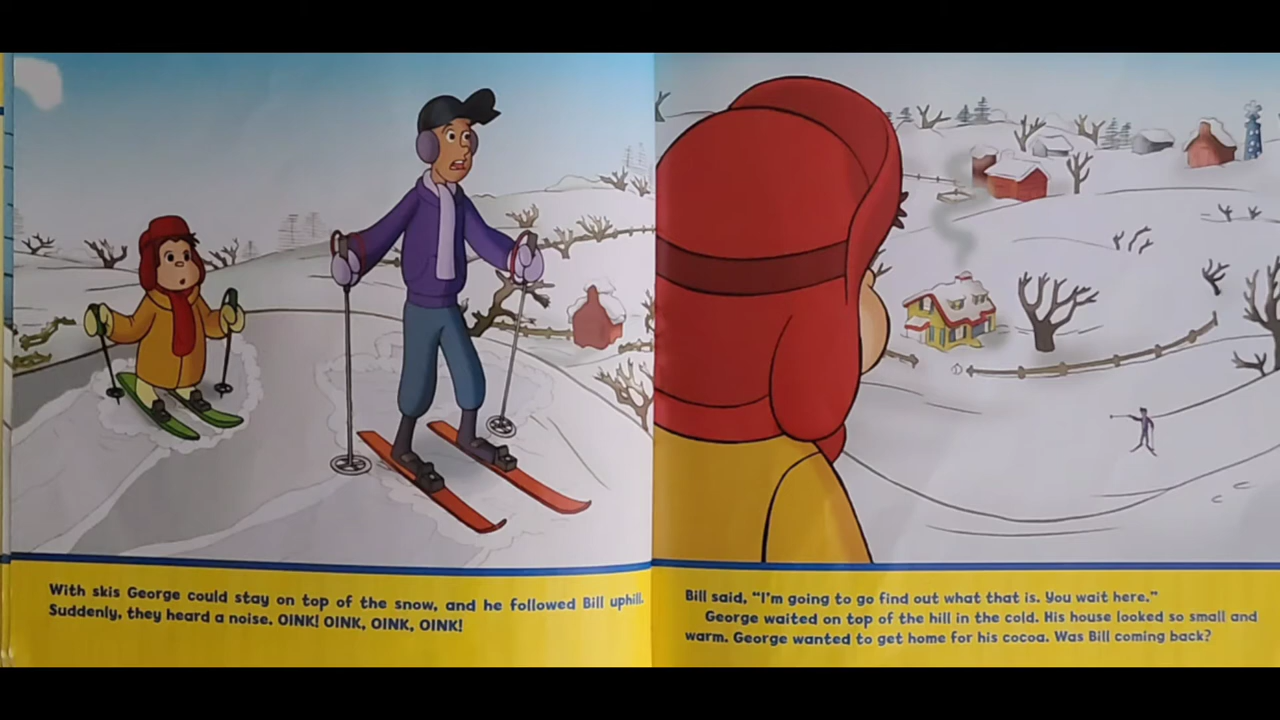 With skis George could stay on top of the snow, and he followed Bill uphill.
Suddenly, they heard a noise. OINK! OINK, OINK, OINK!
Bill said, “I’m going to go find out what that is. You wait here.”
George waited on top of the hill in the cold. His house looked so small and
warm. George wanted to get home for his cocoa. Was Bill coming back?